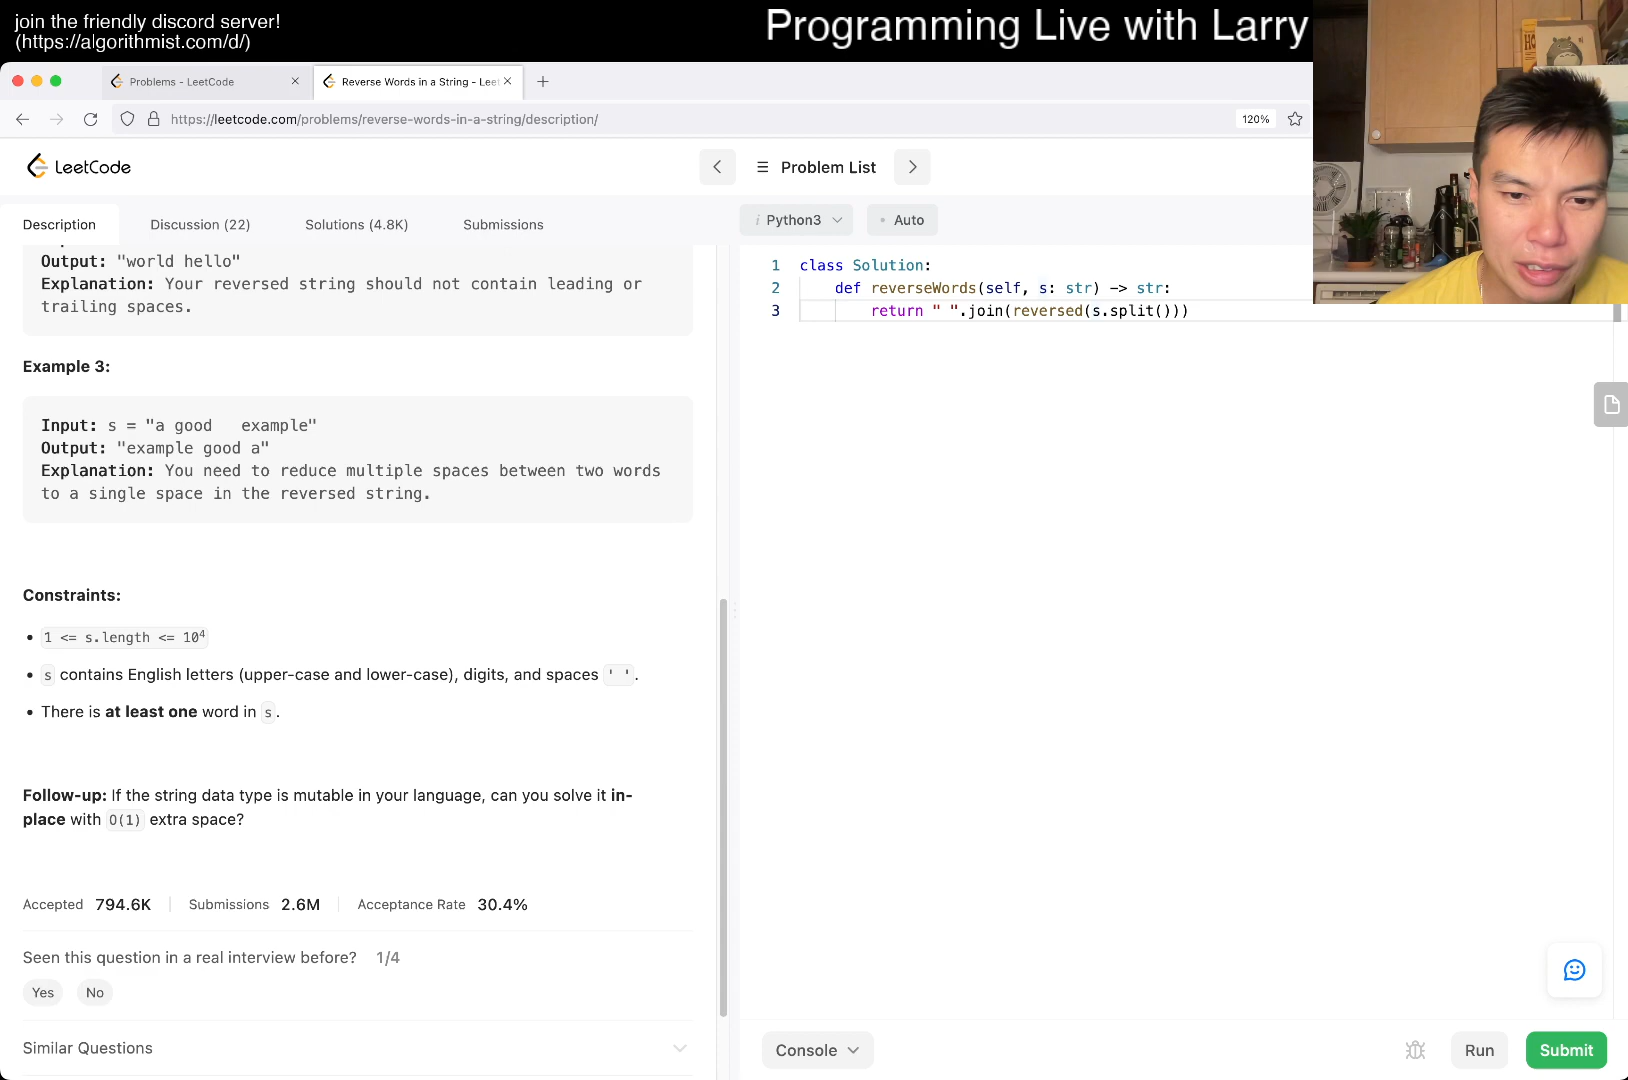 join the friendly discord server!
(https://algorithmist.com/d/)
Programming Live with Larry
Problems - LeetCode
Reverse Words in a String - Leet
https://leetcode.com/problems/reverse-words-in-a-string/description/
120%
LeetCode
Problem List
Description
Discussion (22)
Solutions (4.8K)
Submissions
i Python3
Auto
Output: "world hello"
Explanation: Your reversed string should not contain leading or
trailing spaces.
Example 3:
Input: s = "a good   example"
Output: "example good a"
Explanation: You need to reduce multiple spaces between two words
to a single space in the reversed string.
Constraints:
1 <= s.length <= 10⁴
s contains English letters (upper-case and lower-case), digits, and spaces ' '.
There is at least one word in s.
Follow-up: If the string data type is mutable in your language, can you solve it in-
place with O(1) extra space?
Accepted 794.6K
Submissions 2.6M
Acceptance Rate 30.4%
Seen this question in a real interview before? 1/4
Yes
No
Similar Questions
1 class Solution:
2 def reverseWords(self, s: str) -> str:
3 return " ".join(reversed(s.split()))
Console
Run
Submit